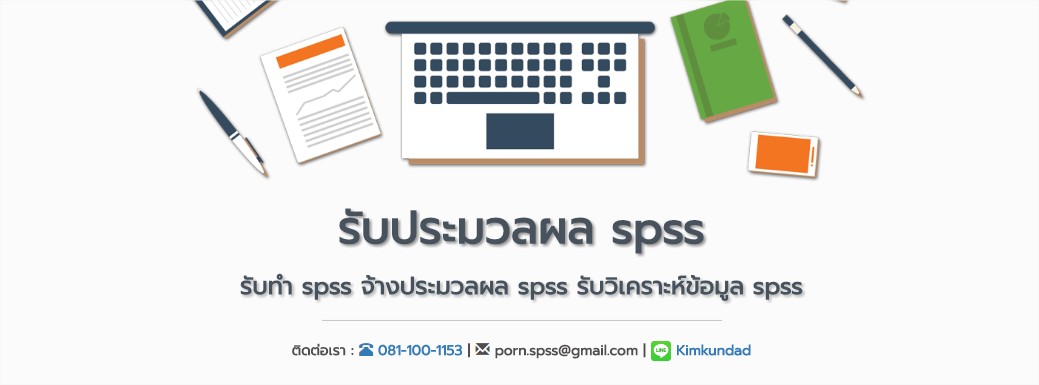 รับประมวลผล spss
รับทำ spss จ้างประมวลผล spss รับวิเคราะห์ข้อมูล spss
ติดต่อเรา : 081-100-1153 | porn.spss@gmail.com | LINE Kimkundad